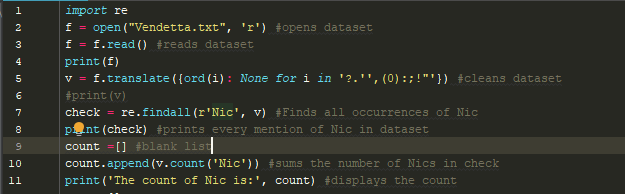 1 import re
2 f = open("Vendetta.txt", 'r') #opens dataset
3 f = f.read() #reads dataset
4 print(f)
5 v = f.translate({ord(i): None for i in '?.'',(0):;!"'}) #cleans dataset
6 #print(v)
7 check = re.findall(r'Nic', v) #Finds all occurrences of Nic
8 print(check) #prints every mention of Nic in dataset
9 count =[] #blank list
10 count.append(v.count('Nic')) #sums the number of Nics in check
11 print('The count of Nic is:', count) #displays the count